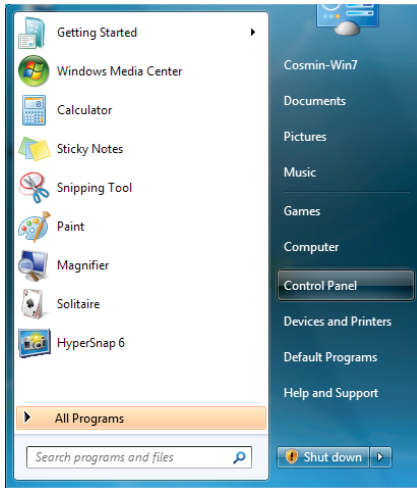 Getting Started
Windows Media Center
Calculator
Sticky Notes
Snipping Tool
Paint
Magnifier
Solitaire
HyperSnap 6
All Programs
Search programs and files
Cosmin-Win7
Documents
Pictures
Music
Games
Computer
Control Panel
Devices and Printers
Default Programs
Help and Support
Shut down